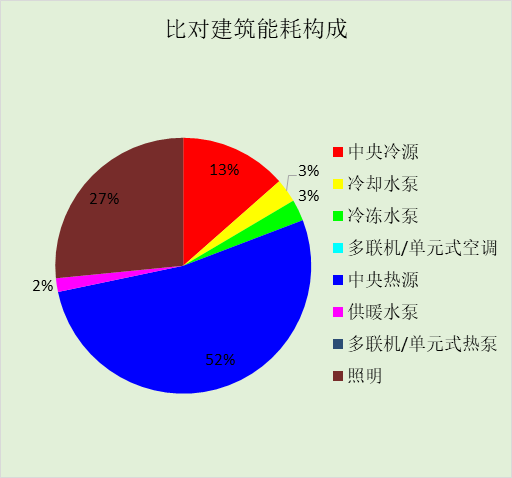 比对建筑能耗构成
13%
3%
3%
27%
2%
52%
中央冷源
冷却水泵
冷冻水泵
多联机/单元式空调
中央热源
供暖水泵
多联机/单元式热泵
照明